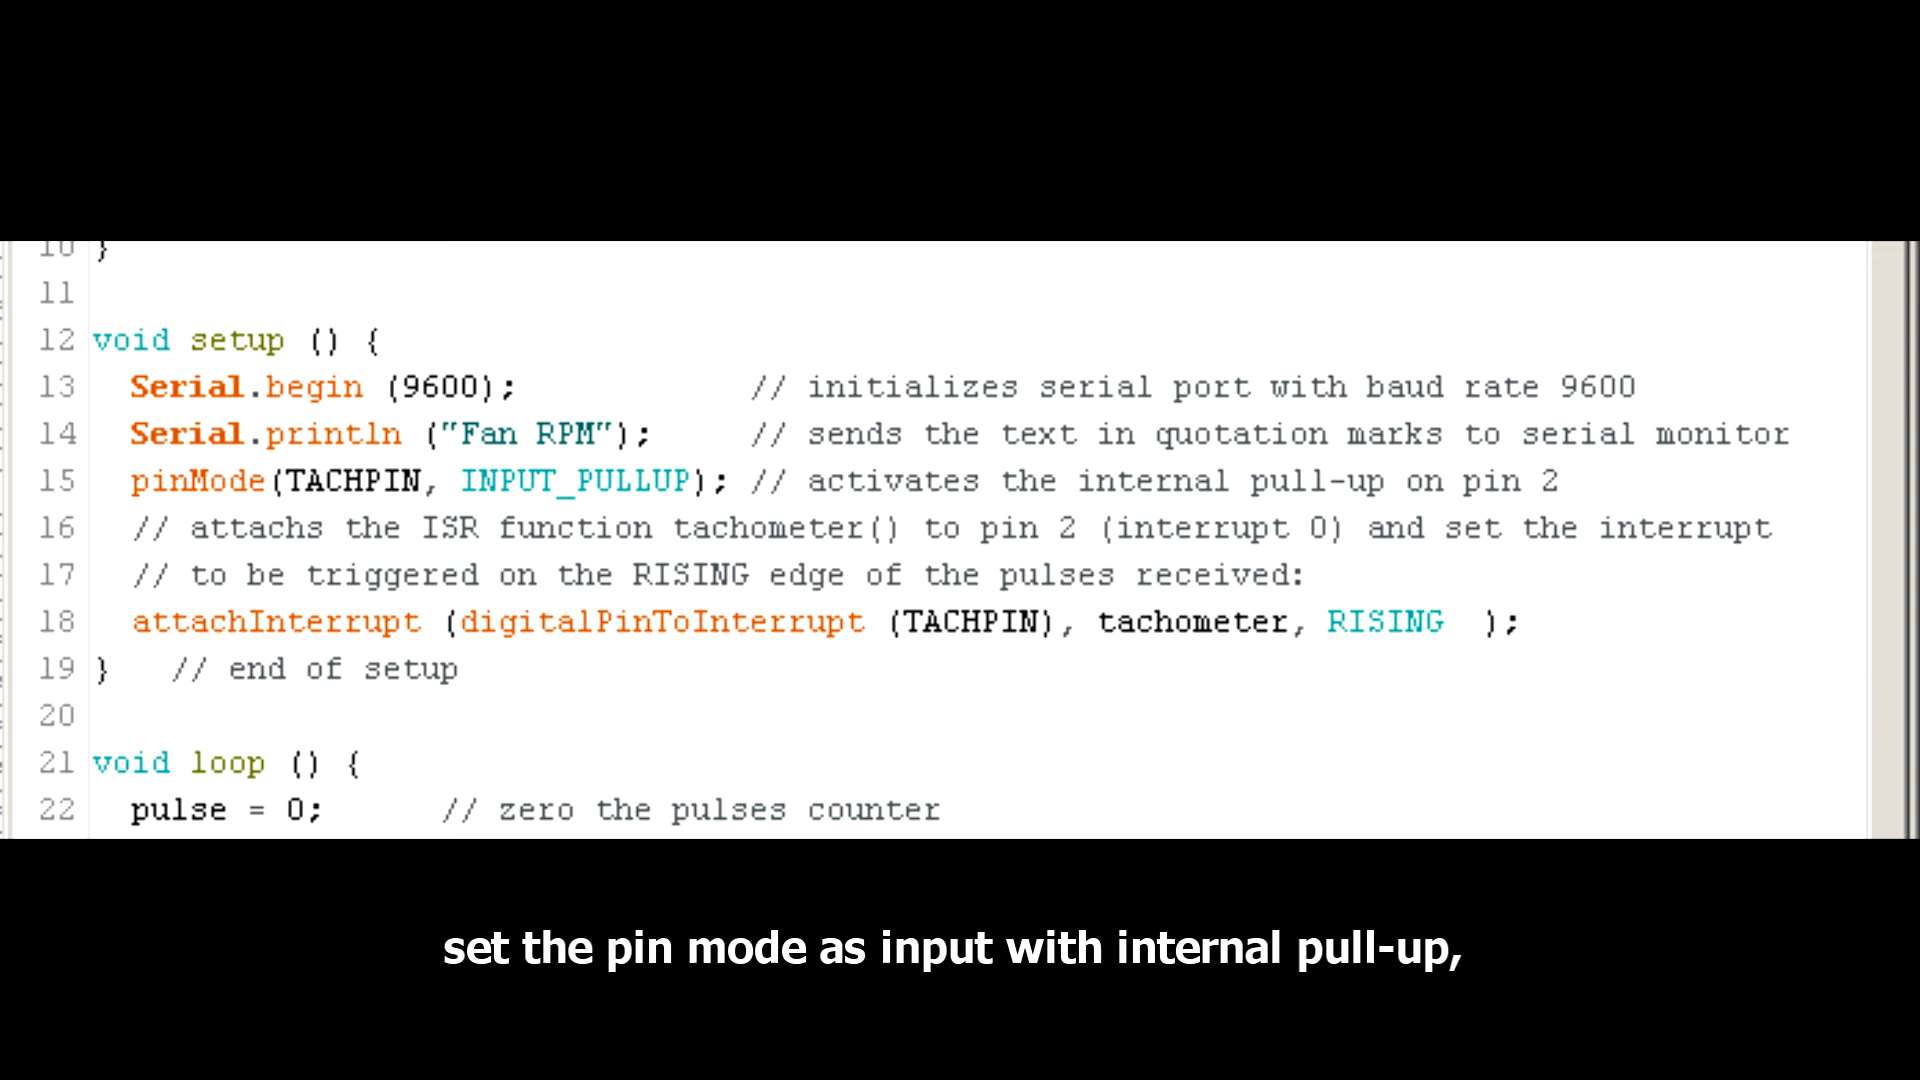 10 }
11
12 void setup () {
13 Serial.begin (9600); // initializes serial port with baud rate 9600
14 Serial.println ("Fan RPM"); // sends the text in quotation marks to serial monitor
15 pinMode(TACHPIN, INPUT_PULLUP); // activates the internal pull-up on pin 2
16 // attachs the ISR function tachometer() to pin 2 (interrupt 0) and set the interrupt
17 // to be triggered on the RISING edge of the pulses received:
18 attachInterrupt (digitalPinToInterrupt (TACHPIN), tachometer, RISING );
19 } // end of setup
20
21 void loop () {
22 pulse = 0; // zero the pulses counter
set the pin mode as input with internal pull-up,